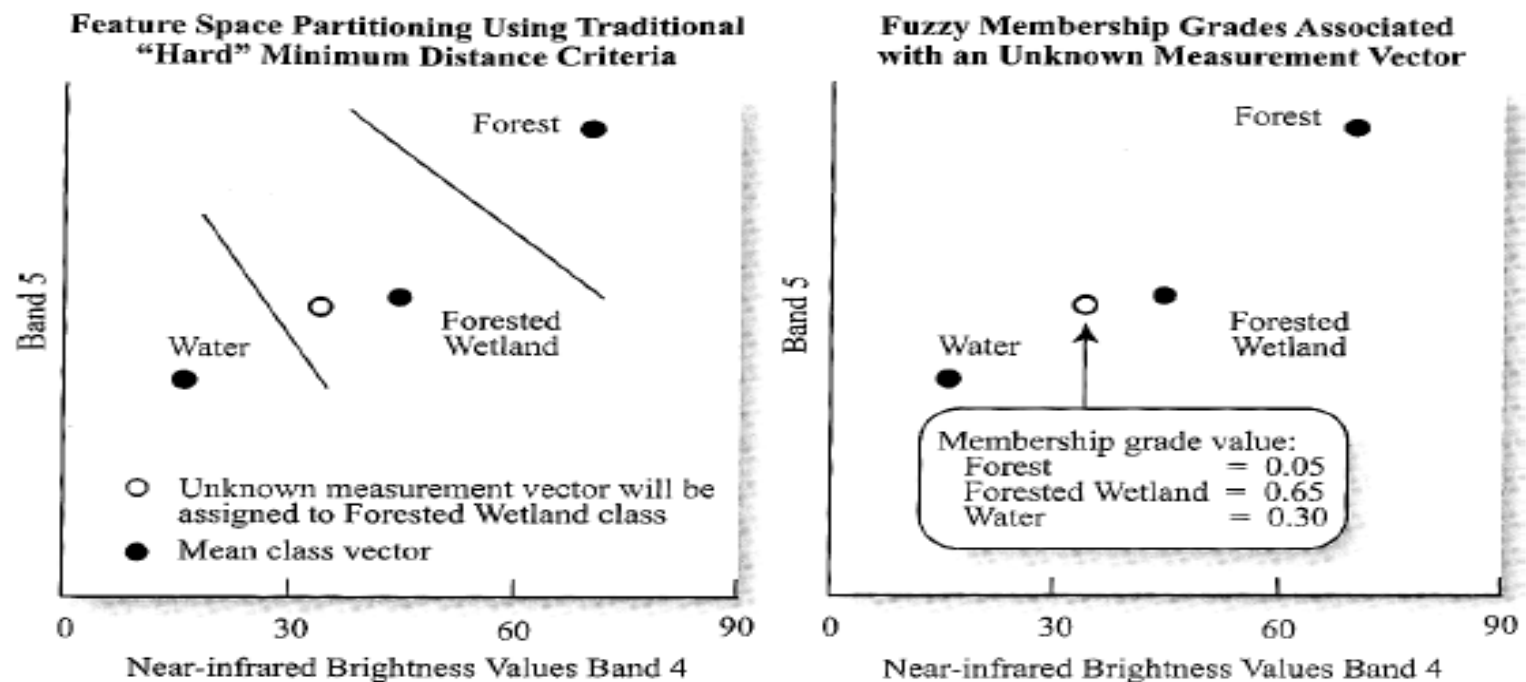 Feature Space Partitioning Using Traditional
“Hard” Minimum Distance Criteria
Forest
Band 5
Water
Forested
Wetland
Unknown measurement vector will be
assigned to Forested Wetland class
Mean class vector
0 30 60 90
Near-infrared Brightness Values Band 4
Fuzzy Membership Grades Associated
with an Unknown Measurement Vector
Forest
Band 5
Water
Forested
Wetland
Membership grade value:
Forest = 0.05
Forested Wetland = 0.65
Water = 0.30
0 30 60 90
Near-infrared Brightness Values Band 4